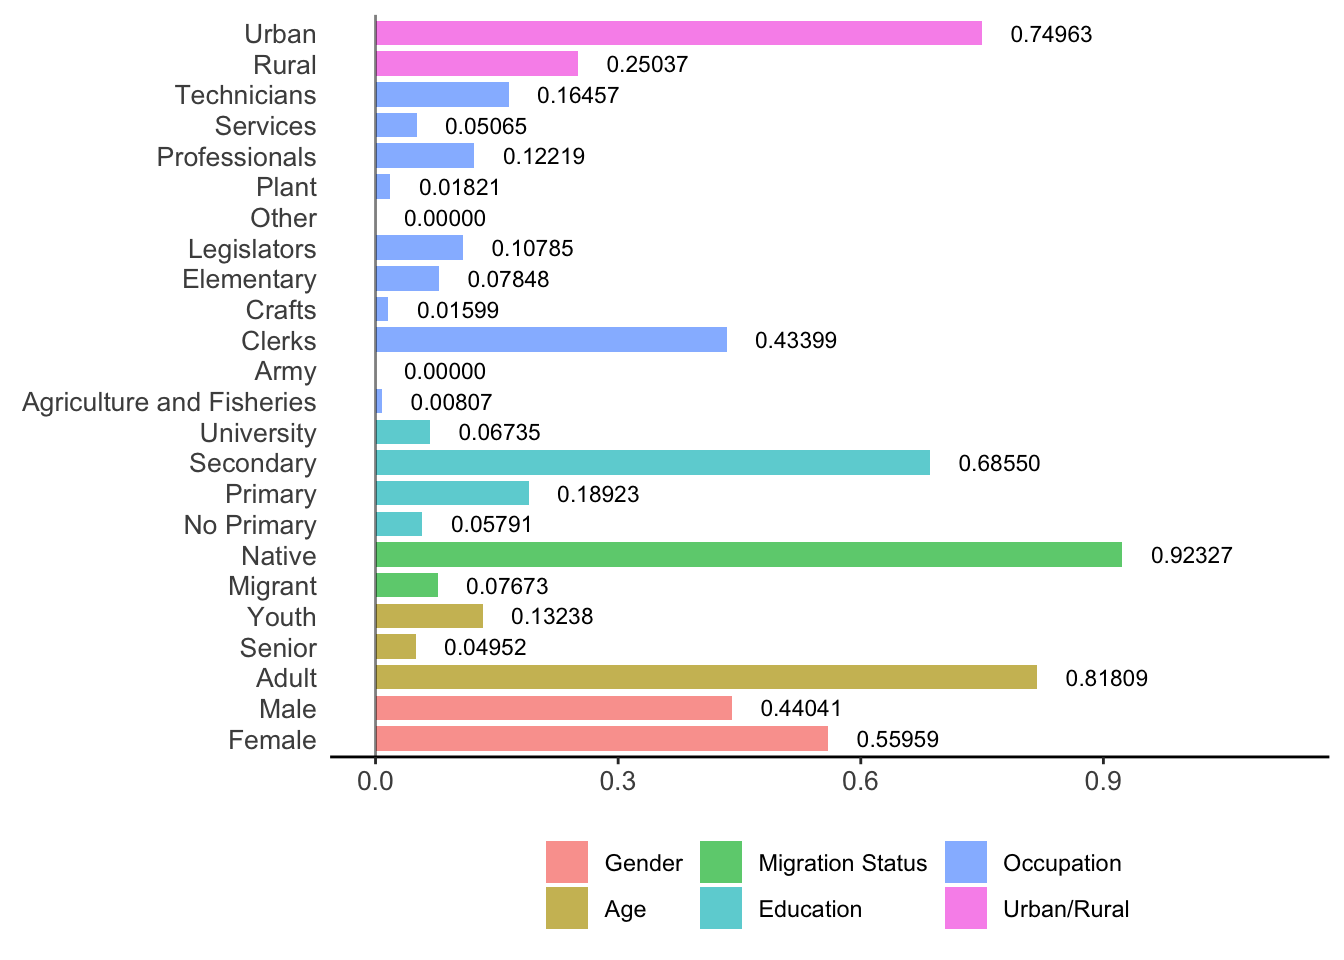 Urban 0.74963
Rural 0.25037
Technicians 0.16457
Services 0.05065
Professionals 0.12219
Plant 0.01821
Other 0.00000
Legislators 0.10785
Elementary 0.07848
Crafts 0.01599
Clerks 0.43399
Army 0.00000
Agriculture and Fisheries 0.00807
University 0.06735
Secondary 0.68550
Primary 0.18923
No Primary 0.05791
Native 0.92327
Migrant 0.07673
Youth 0.13238
Senior 0.04952
Adult 0.81809
Male 0.44041
Female 0.55959
0.0 0.3 0.6 0.9
Gender Migration Status Occupation
Age Education Urban/Rural